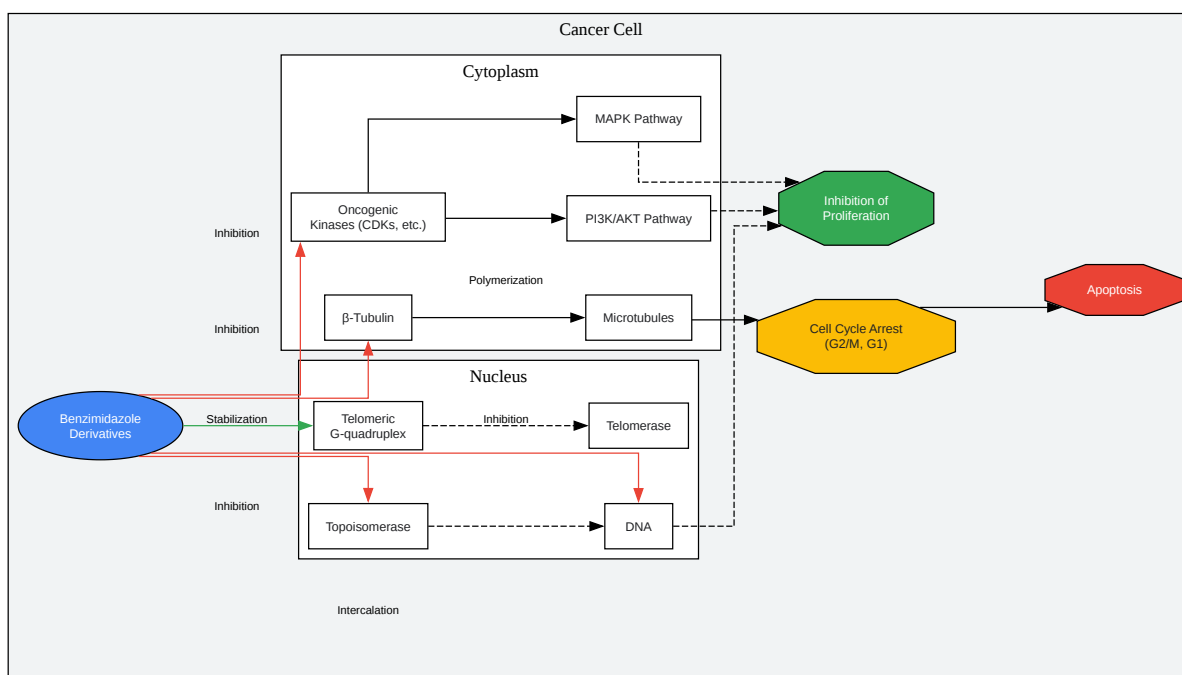 Cancer Cell
Cytoplasm
MAPK Pathway
Oncogenic
Kinases (CDKs, etc.)
PI3K/AKT Pathway
Inhibition of
Proliferation
Inhibition
Polymerization
Apoptosis
Inhibition
β-Tubulin
Microtubules
Cell Cycle Arrest
(G2/M, G1)
Nucleus
Benzimidazole
Derivatives
Stabilization
Telomeric
G-quadruplex
Inhibition
Telomerase
Inhibition
Topoisomerase
DNA
Intercalation